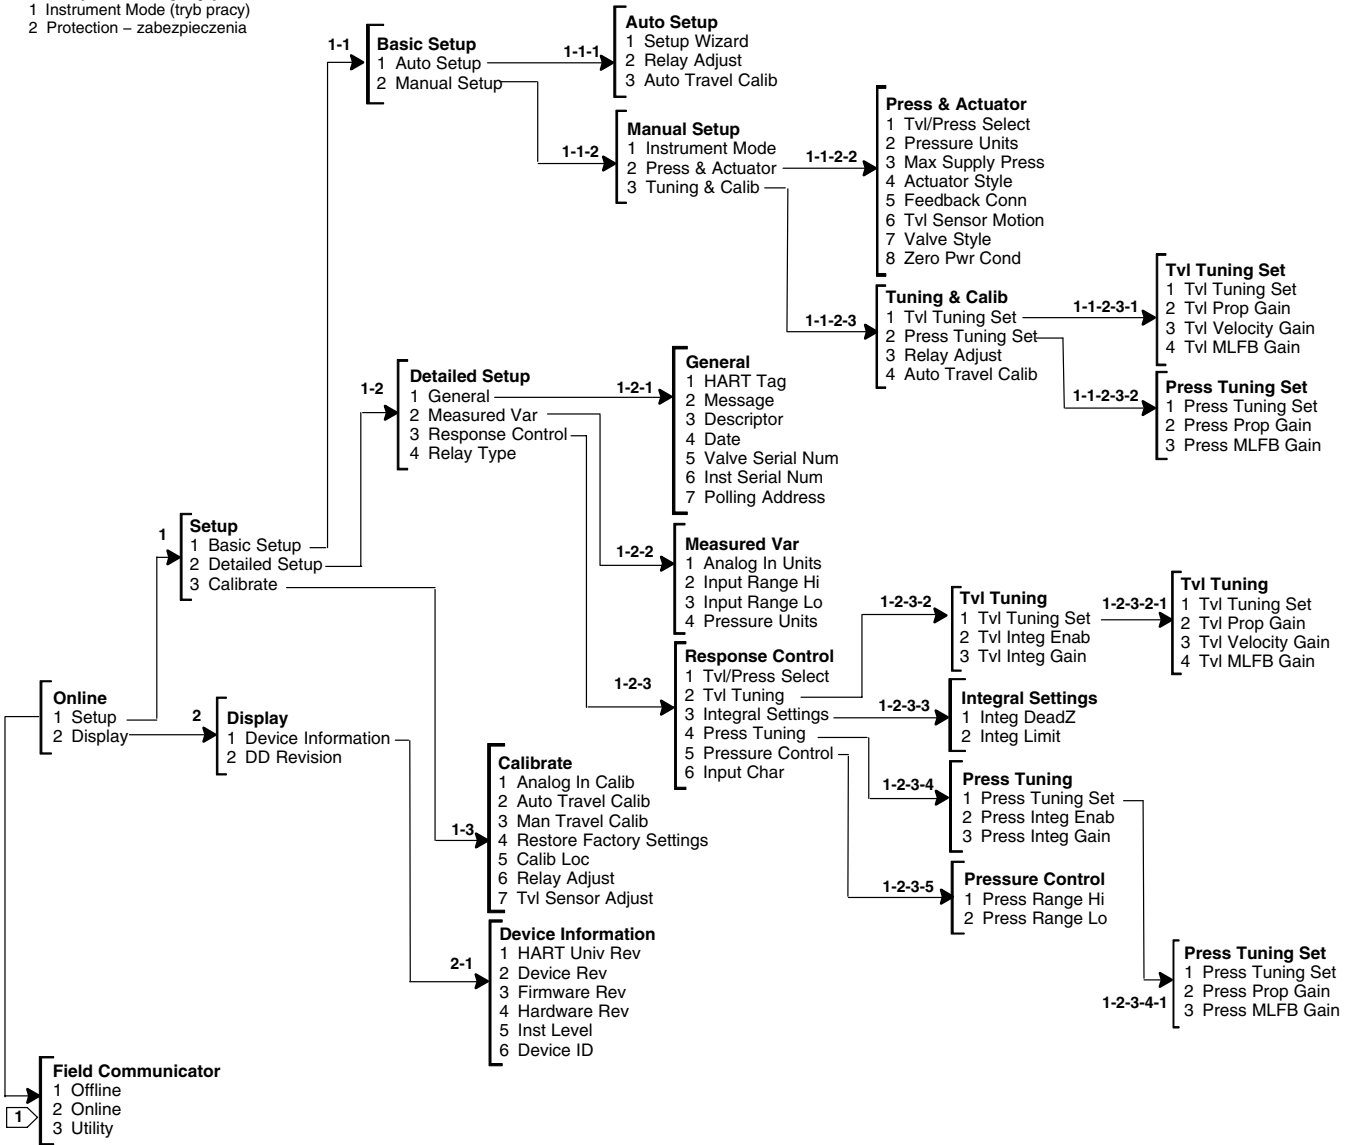 1 Instrument Mode (tryb pracy)
2 Protection – zabezpieczenia
1-1
Basic Setup
1 Auto Setup
2 Manual Setup
1-1-1
Auto Setup
1 Setup Wizard
2 Relay Adjust
3 Auto Travel Calib
1-1-2
Manual Setup
1 Instrument Mode
2 Press & Actuator
3 Tuning & Calib
1-1-2-2
Press & Actuator
1 Tvl/Press Select
2 Pressure Units
3 Max Supply Press
4 Actuator Style
5 Feedback Conn
6 Tvl Sensor Motion
7 Valve Style
8 Zero Pwr Cond
1-1-2-3
Tuning & Calib
1 Tvl Tuning Set
2 Press Tuning Set
3 Relay Adjust
4 Auto Travel Calib
1-1-2-3-1
Tvl Tuning Set
1 Tvl Tuning Set
2 Tvl Prop Gain
3 Tvl Velocity Gain
4 Tvl MLFB Gain
1-1-2-3-2
Press Tuning Set
1 Press Tuning Set
2 Press Prop Gain
3 Press MLFB Gain
1-2
Detailed Setup
1 General
2 Measured Var
3 Response Control
4 Relay Type
1-2-1
General
1 HART Tag
2 Message
3 Descriptor
4 Date
5 Valve Serial Num
6 Inst Serial Num
7 Polling Address
1-2-2
Measured Var
1 Analog In Units
2 Input Range Hi
3 Input Range Lo
4 Pressure Units
1-2-3
Response Control
1 Tvl/Press Select
2 Tvl Tuning
3 Integral Settings
4 Press Tuning
5 Pressure Control
6 Input Char
1-2-3-2
Tvl Tuning
1 Tvl Tuning Set
2 Tvl Integ Enab
3 Tvl Integ Gain
1-2-3-2-1
Tvl Tuning
1 Tvl Tuning Set
2 Tvl Prop Gain
3 Tvl Velocity Gain
4 Tvl MLFB Gain
1-2-3-3
Integral Settings
1 Integ DeadZ
2 Integ Limit
1-2-3-4
Press Tuning
1 Press Tuning Set
2 Press Integ Enab
3 Press Integ Gain
1-2-3-5
Pressure Control
1 Press Range Hi
2 Press Range Lo
1-2-3-4-1
Press Tuning Set
1 Press Tuning Set
2 Press Prop Gain
3 Press MLFB Gain
1
Setup
1 Basic Setup
2 Detailed Setup
3 Calibrate
Online
1 Setup
2 Display
2
Display
1 Device Information
2 DD Revision
1-3
Calibrate
1 Analog In Calib
2 Auto Travel Calib
3 Man Travel Calib
4 Restore Factory Settings
5 Calib Loc
6 Relay Adjust
7 Tvl Sensor Adjust
2-1
Device Information
1 HART Univ Rev
2 Device Rev
3 Firmware Rev
4 Hardware Rev
5 Inst Level
6 Device ID
Field Communicator
1 Offline
2 Online
3 Utility
1